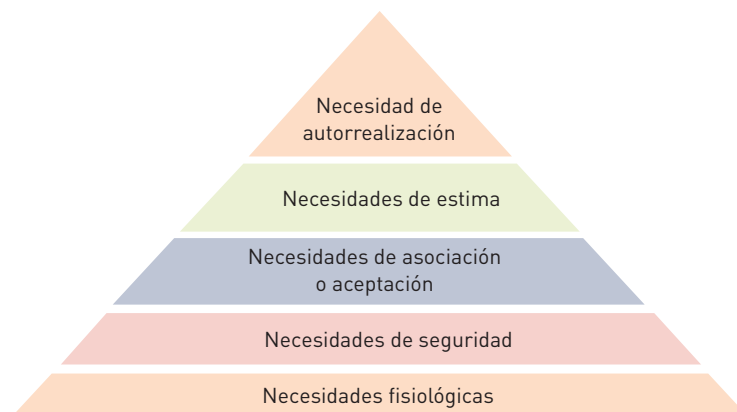 Necesidad de
autorrealización
Necesidades de estima
Necesidades de asociación
o aceptación
Necesidades de seguridad
Necesidades fisiológicas